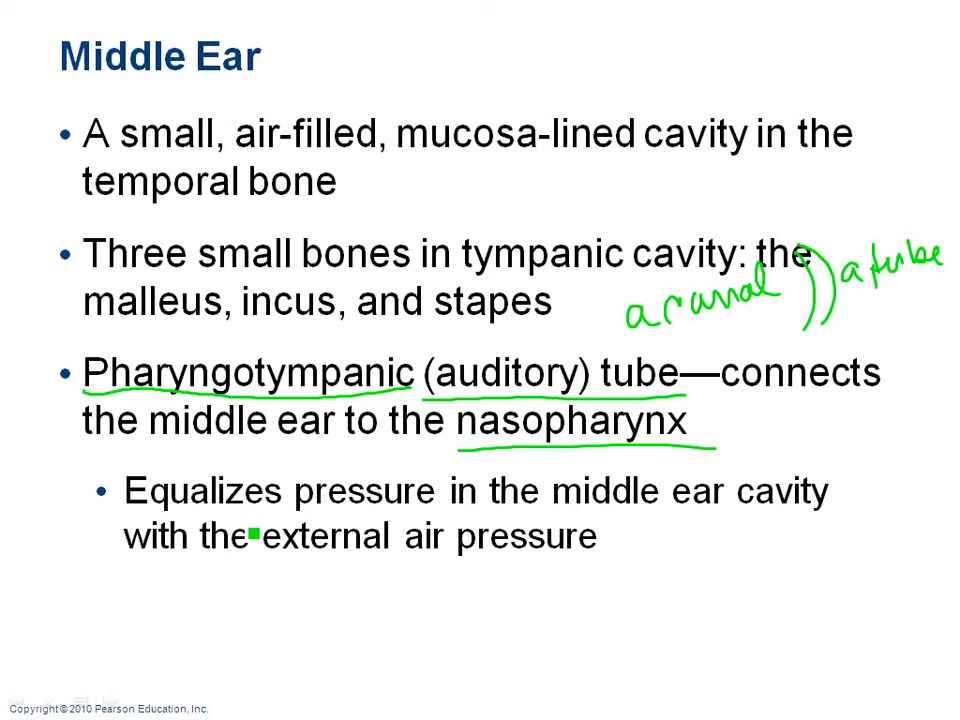 Middle Ear
• A small, air-filled, mucosa-lined cavity in the
temporal bone
• Three small bones in tympanic cavity: the
malleus, incus, and stapes
a canal
a tube
• Pharyngotympanic (auditory) tube—connects
the middle ear to the nasopharynx
• Equalizes pressure in the middle ear cavity
with the external air pressure
Copyright © 2010 Pearson Education, Inc.